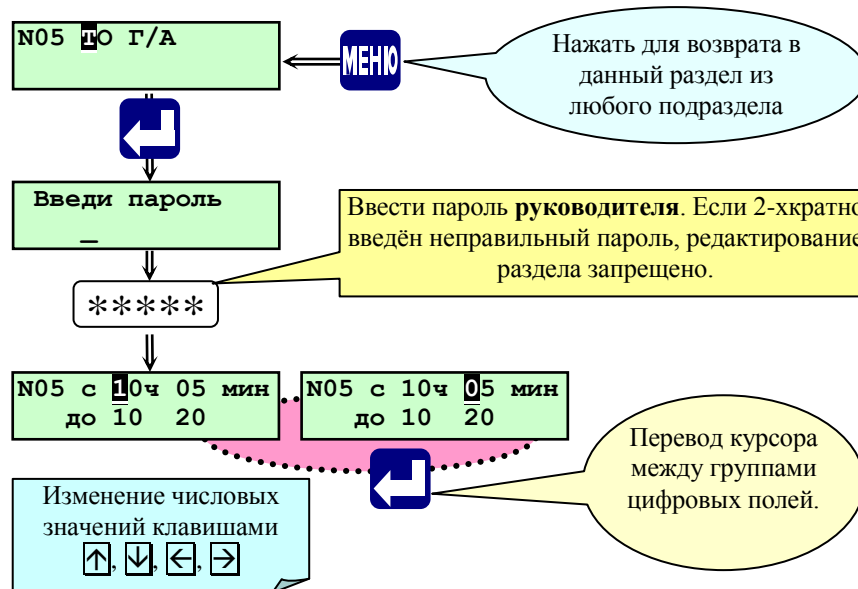 N05 ТО Г/А
МЕНЮ
Нажать для возврата в
данный раздел из
любого подраздела
Введи пароль
_
Ввести пароль руководителя. Если 2-хкратно
введён неправильный пароль, редактирование
раздела запрещено.
*****
N05 с 10ч 05 мин
до 10 20
N05 с 10ч 05 мин
до 10 20
Перевод курсора
между группами
цифровых полей.
Изменение числовых
значений клавишами
↑, ↓, ←, →